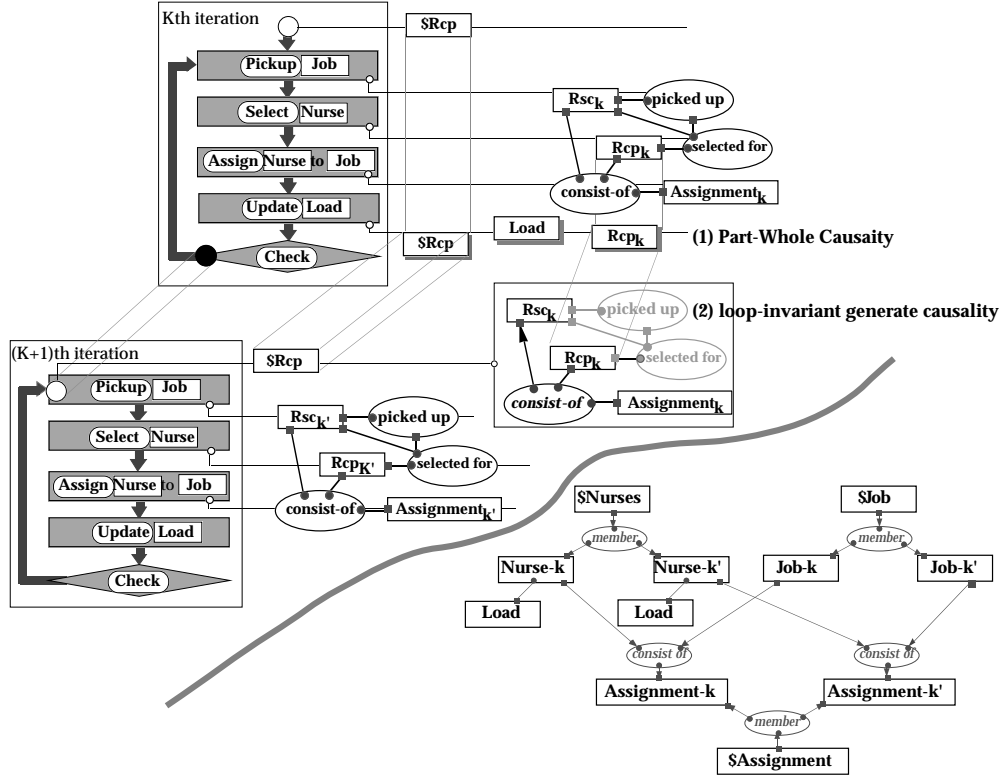 Kth iteration
$Rcp
Pickup Job
Select Nurse
Assign Nurse to Job
Update Load
Check
Rsck
picked up
Rcpk
selected for
consist-of
Assignmentk
Load
$Rcp
Rcpk
(1) Part-Whole Causaity
Rsck
picked up
(2) loop-invariant generate causality
Rcpk
selected for
consist-of
Assignmentk
(K+1)th iteration
$Rcp
Pickup Job
Select Nurse
Assign Nurse to Job
Update Load
Check
Rsck'
picked up
RcpK'
selected for
consist-of
Assignmentk'
$Nurses
$Job
member
member
Nurse-k
Nurse-k'
Job-k
Job-k'
Load
Load
consist of
consist of
Assignment-k
Assignment-k'
member
$Assignment